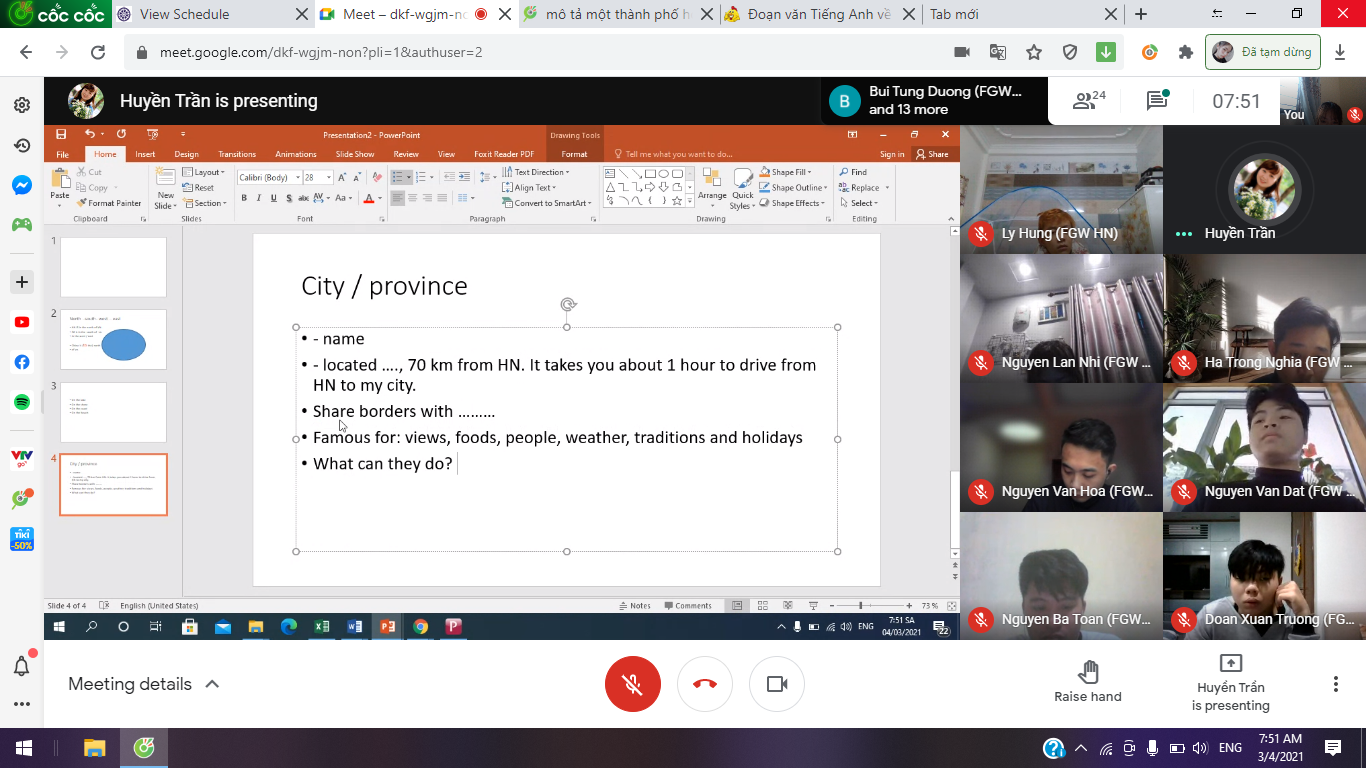 cốc cốc
View Schedule
Meet – dkf-wgjm-no
mô tả một thành phố h
Đoạn văn Tiếng Anh về
Tab mới
meet.google.com/dkf-wgjm-non?pli=1&authuser=2
Đã tạm dừng
Huyền Trần is presenting
B
Bui Tung Duong (FGW...
and 13 more
24
07:51
You
Presentation2 - PowerPoint
Drawing Tools
File
Home
Insert
Design
Transitions
Animations
Slide Show
Review
View
Foxit Reader PDF
Format
Tell me what you want to do...
Sign in
Share
Paste
Cut
Copy
Format Painter
Clipboard
New
Slide
Layout
Reset
Section
Slides
Calibri (Body)
28
Font
Text Direction
Align Text
Convert to SmartArt
Paragraph
Arrange
Quick
Styles
Shape Fill
Shape Outline
Shape Effects
Drawing
Find
Replace
Select
Editing
1
2
3
4
City / province
• - name
• - located …., 70 km from HN. It takes you about 1 hour to drive from
HN to my city.
• Share borders with ………
• Famous for: views, foods, people, weather, traditions and holidays
• What can they do?
Slide 4 of 4
English (United States)
Notes
Comments
73 %
ENG
7:51 SA
04/03/2021
22
Ly Hung (FGW HN)
Huyền Trần
Nguyen Lan Nhi (FGW ...
Ha Trong Nghia (FGW ...
Nguyen Van Hoa (FGW...
Nguyen Van Dat (FGW ...
Nguyen Ba Toan (FGW...
Doan Xuan Truong (FG...
VTV
go
TIKI
-50%
Meeting details
Raise hand
Huyền Trần
is presenting
ENG
7:51 AM
3/4/2021